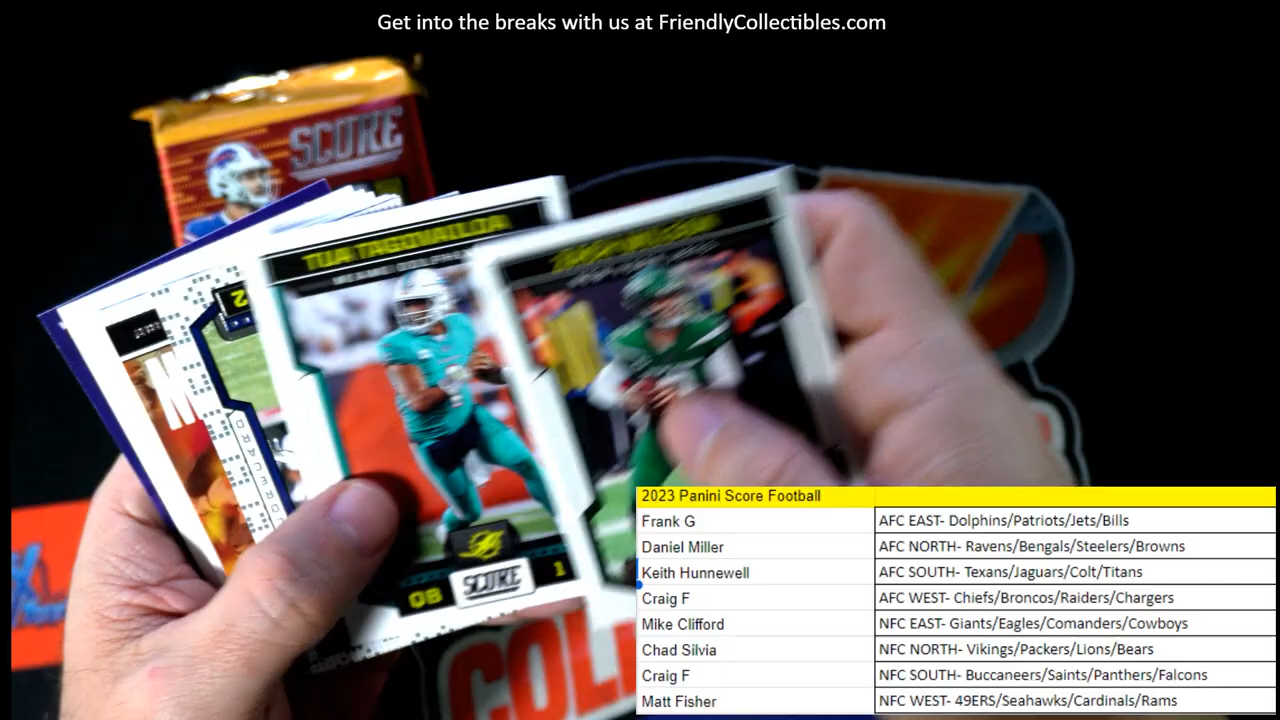 Get into the breaks with us at FriendlyCollectibles.com
SCORE
TUA TAGOVAILOA
MIAMI DOLPH
QB
SCORE
1
COL
2023 Panini Score Football
Frank G AFC EAST- Dolphins/Patriots/Jets/Bills
Daniel Miller AFC NORTH- Ravens/Bengals/Steelers/Browns
Keith Hunnewell AFC SOUTH- Texans/Jaguars/Colt/Titans
Craig F AFC WEST- Chiefs/Broncos/Raiders/Chargers
Mike Clifford NFC EAST- Giants/Eagles/Comanders/Cowboys
Chad Silvia NFC NORTH- Vikings/Packers/Lions/Bears
Craig F NFC SOUTH- Buccaneers/Saints/Panthers/Falcons
Matt Fisher NFC WEST- 49ERS/Seahawks/Cardinals/Rams